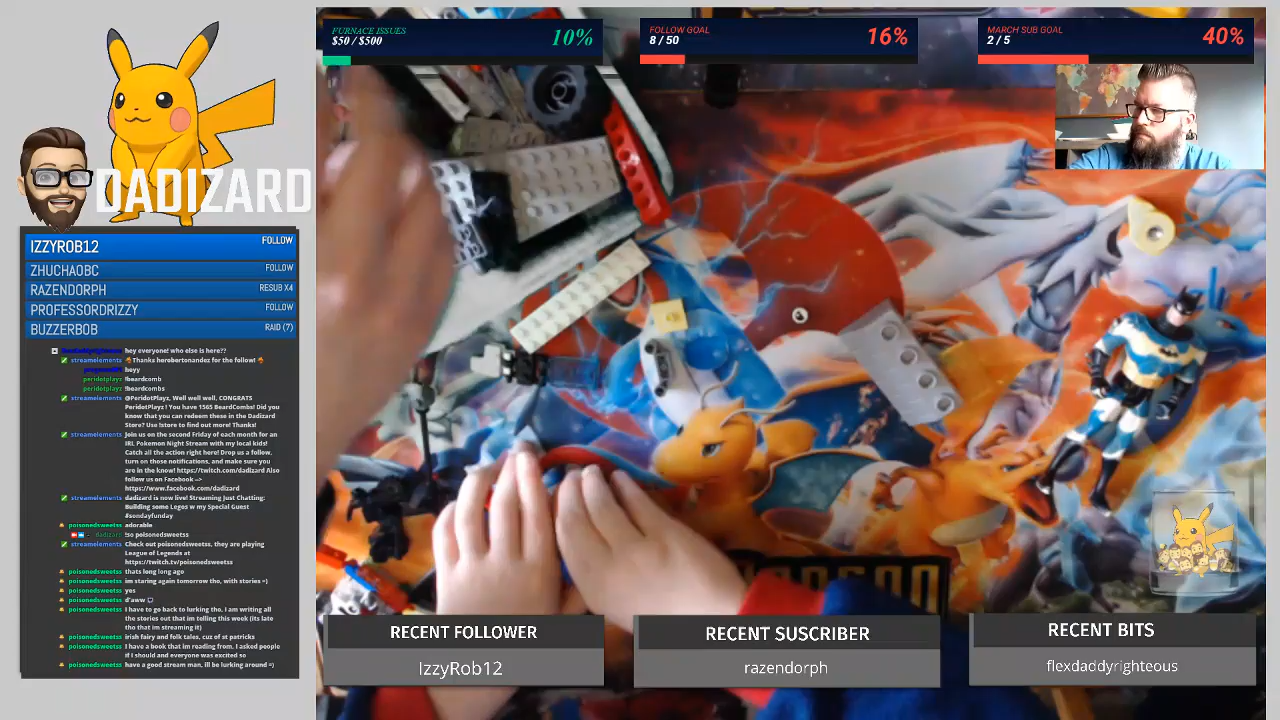 FURNACE ISSUES
$50 / $500
10%
FOLLOW GOAL
8 / 50
16%
MARCH SUB GOAL
2 / 5
40%
DADIZARD
IZZYROB12 FOLLOW
ZHUCHAOBC FOLLOW
RAZENDORPH RESUB X4
PROFESSORDRIZZY FOLLOW
BUZZERBOB RAID (7)
hey everyone! who else is here??
streamelements Thanks herobertonandez for the follow!
heyy
peridotplayz !beardcomb
peridotplayz !beardcombs
streamelements @PeridotPlayz, Well well well, CONGRATS
PeridotPlayz ! You have 1565 BeardCombs! Did you
know that you can redeem these in the Dadizard
Store? Use !store to find out more! Thanks!
streamelements Join us on the second Friday of each month for an
IRL Pokemon Night Stream with my local kids!
Catch all the action right here! Drop us a follow,
turn on those notifications, and make sure you
are in the know! https://twitch.com/dadizard Also
follow us on Facebook -->
https://www.facebook.com/dadizard
streamelements dadizard is now live! Streaming Just Chatting:
Building some Legos w my Special Guest
#sondayfunday
poisonedsweetss adorable
dadizard !so poisonedsweetss
streamelements Check out poisonedsweetss, they are playing
League of Legends at
https://twitch.tv/poisonedsweetss
poisonedsweetss thats long long ago
poisonedsweetss im staring again tomorrow tho, with stories =)
poisonedsweetss yes
poisonedsweetss d'aww
poisonedsweetss I have to go back to lurking tho, I am writing all
the stories out that im telling this week (its late
tho that im streaming it)
poisonedsweetss irish fairy and folk tales, cuz of st patricks
poisonedsweetss I have a book that im reading from, I asked people
if I should and everyone was excited so
poisonedsweetss have a good stream man, ill be lurking around =)
RECENT FOLLOWER
IzzyRob12
RECENT SUSCRIBER
razendorph
RECENT BITS
flexdaddyrighteous